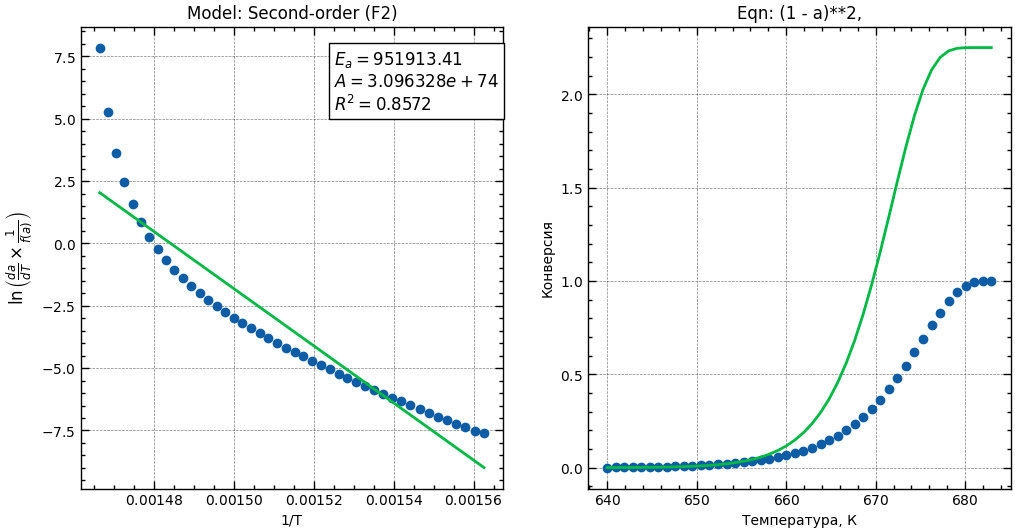 Model: Second-order (F2)
ln(da/dT × 1/f(a))
7.5
5.0
2.5
0.0
−2.5
−5.0
−7.5
E_a = 951913.41
A = 3.096328e + 74
R² = 0.8572
0.00148 0.00150 0.00152 0.00154 0.00156
1/T
Eqn: (1 - a)**2,
Конверсия
2.0
1.5
1.0
0.5
0.0
640 650 660 670 680
Температура, К